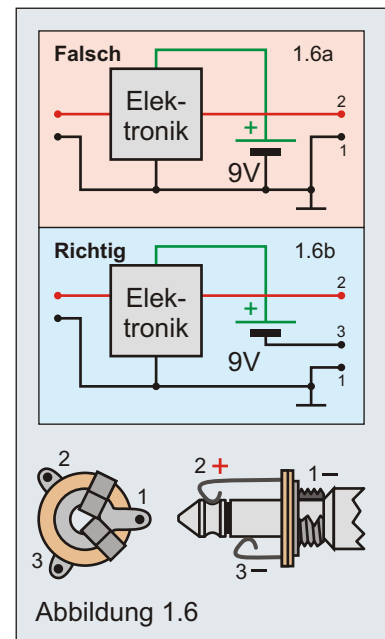 Falsch 1.6a
Elek-
tronik
2
+
1
9V
Richtig 1.6b
Elek-
tronik
2
+
3
9V
1
2
1
3
2 +
1 –
3 –
Abbildung 1.6